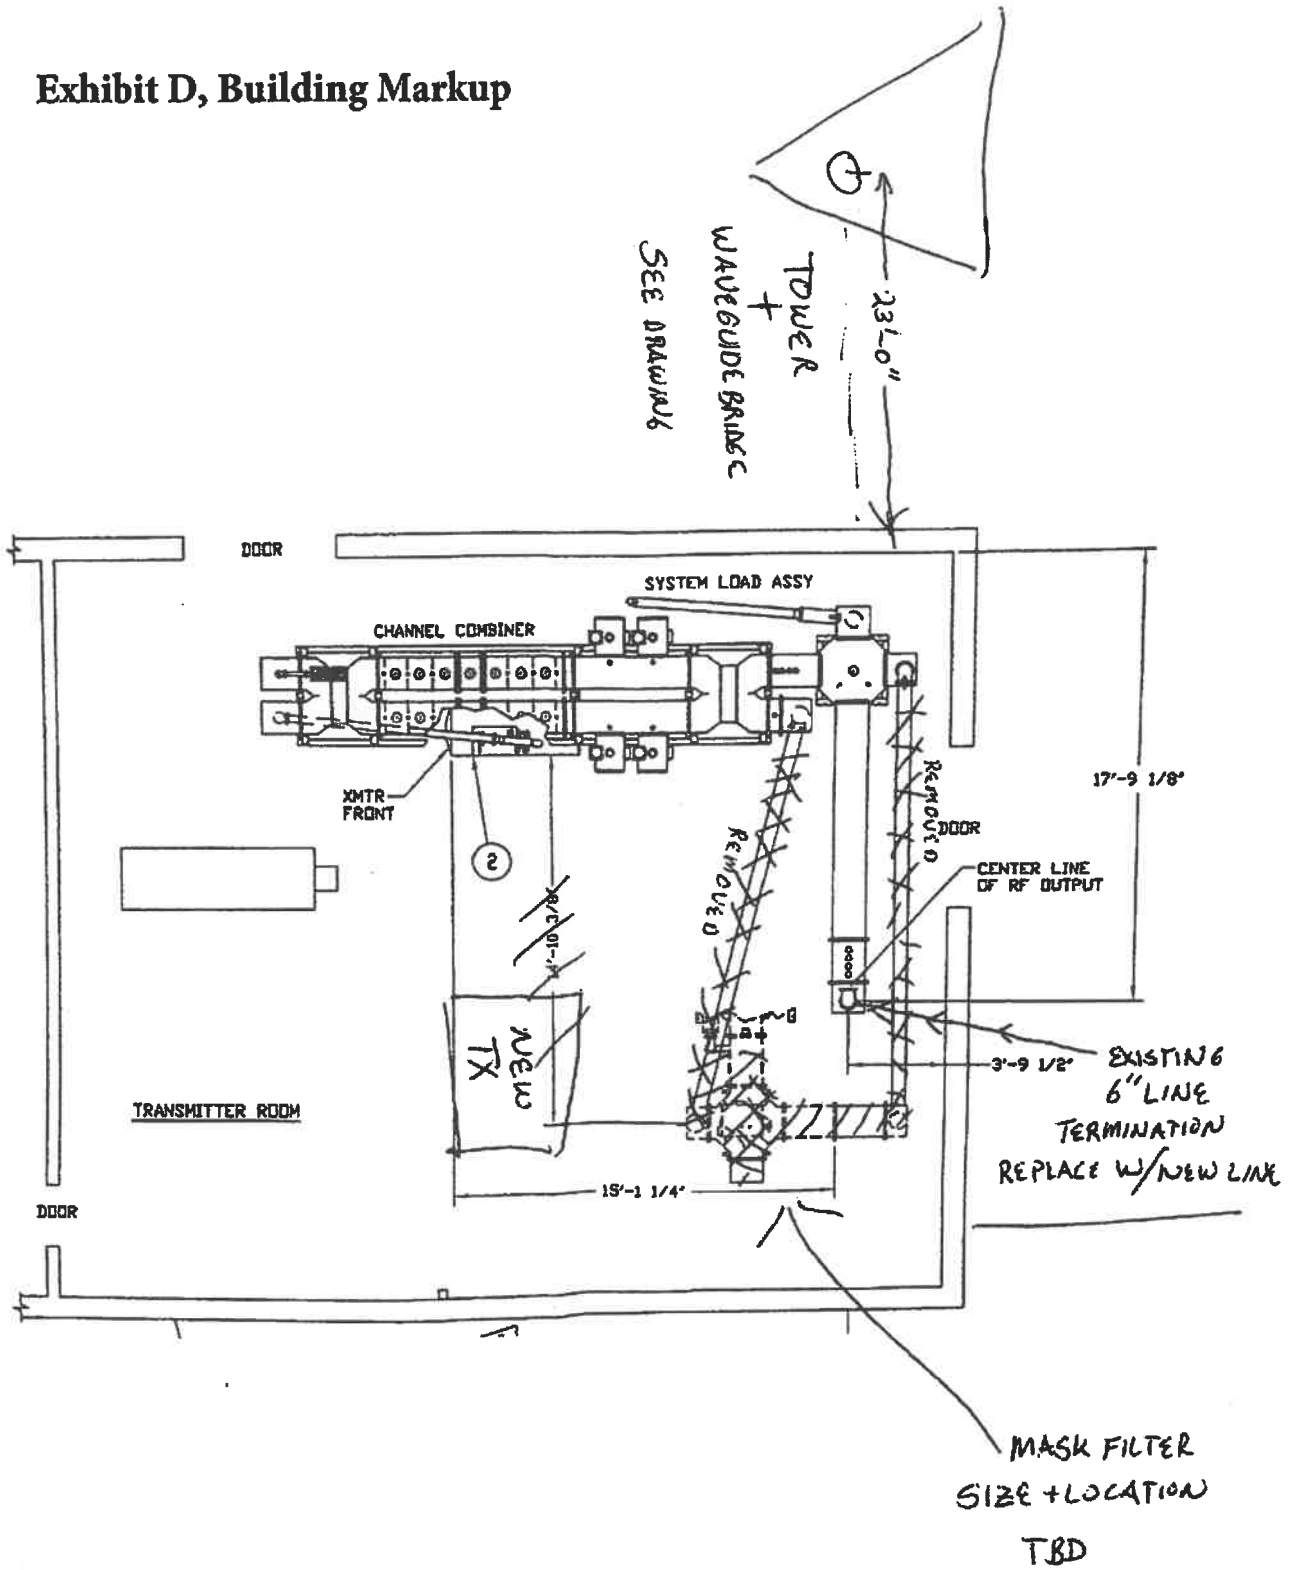 Exhibit D, Building Markup
23'-0"
TOWER
+
WAVEGUIDE BRIDGE
SEE DRAWING
DOOR
SYSTEM LOAD ASSY
CHANNEL COMBINER
XMTR
FRONT
2
REMOVED
REMOVED
17'-9 1/8"
DOOR
CENTER LINE
OF RF OUTPUT
NEW
TX
3'-9 1/2"
EXISTING
6" LINE
TERMINATION
REPLACE W/NEW LINE
TRANSMITTER ROOM
15'-1 1/4"
DOOR
MASK FILTER
SIZE + LOCATION
TBD